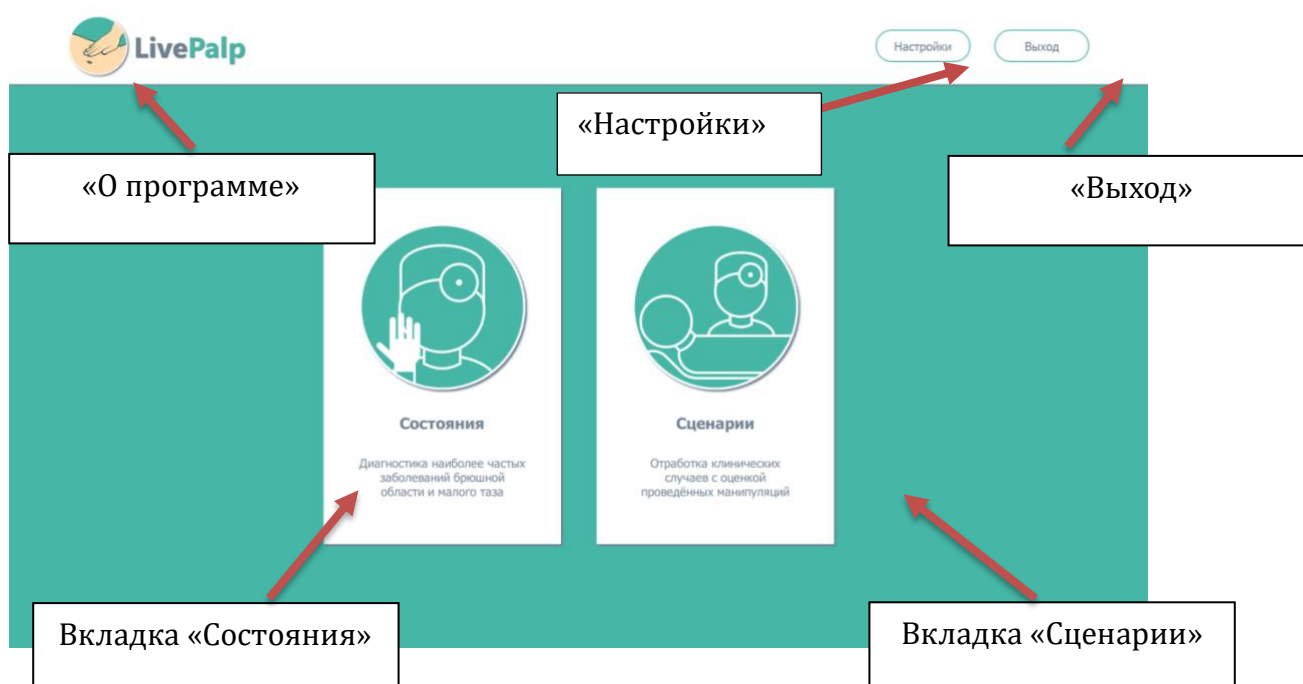 LivePalp
Настройки
Выход
«Настройки»
«О программе»
«Выход»
Состояния
Диагностика наиболее частых
заболеваний брюшной
области и малого таза
Сценарии
Отработка клинических
случаев с оценкой
проведённых манипуляций
Вкладка «Состояния»
Вкладка «Сценарии»